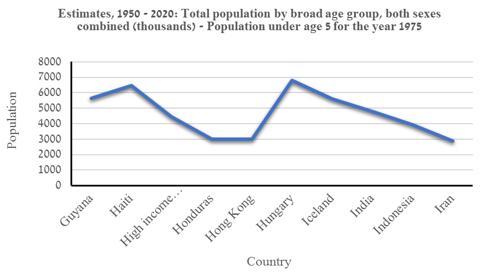 Estimates, 1950 - 2020: Total population by broad age group, both sexes
combined (thousands) - Population under age 5 for the year 1975
Population
8000
7000
6000
5000
4000
3000
2000
1000
0
Guyana
Haiti
High income...
Honduras
Hong Kong
Hungary
Iceland
India
Indonesia
Iran
Country